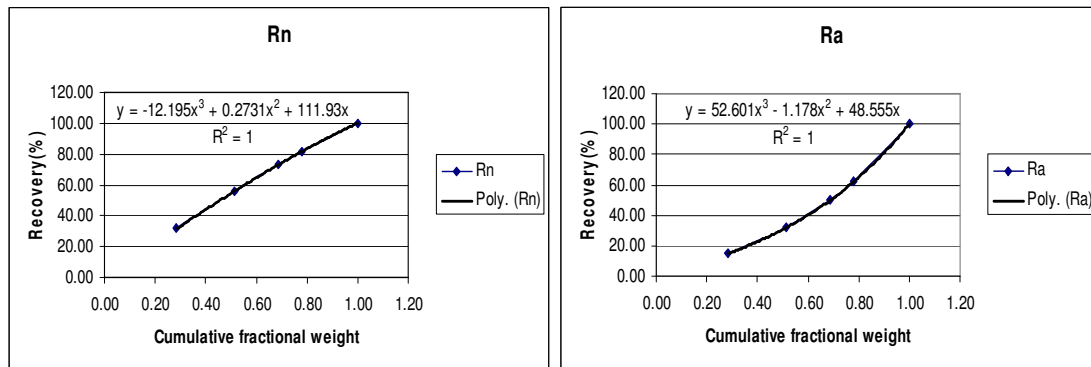 Rn
120.00
100.00
80.00
60.00
40.00
20.00
0.00
y = -12.195x³ + 0.2731x² + 111.93x
R² = 1
0.00 0.20 0.40 0.60 0.80 1.00 1.20
Recovery(%)
Cumulative fractional weight
Rn
Poly. (Rn)
Ra
120.00
100.00
80.00
60.00
40.00
20.00
0.00
y = 52.601x³ - 1.178x² + 48.555x
R² = 1
0.00 0.20 0.40 0.60 0.80 1.00 1.20
Recovery(%)
Cumulative fractional weight
Ra
Poly. (Ra)